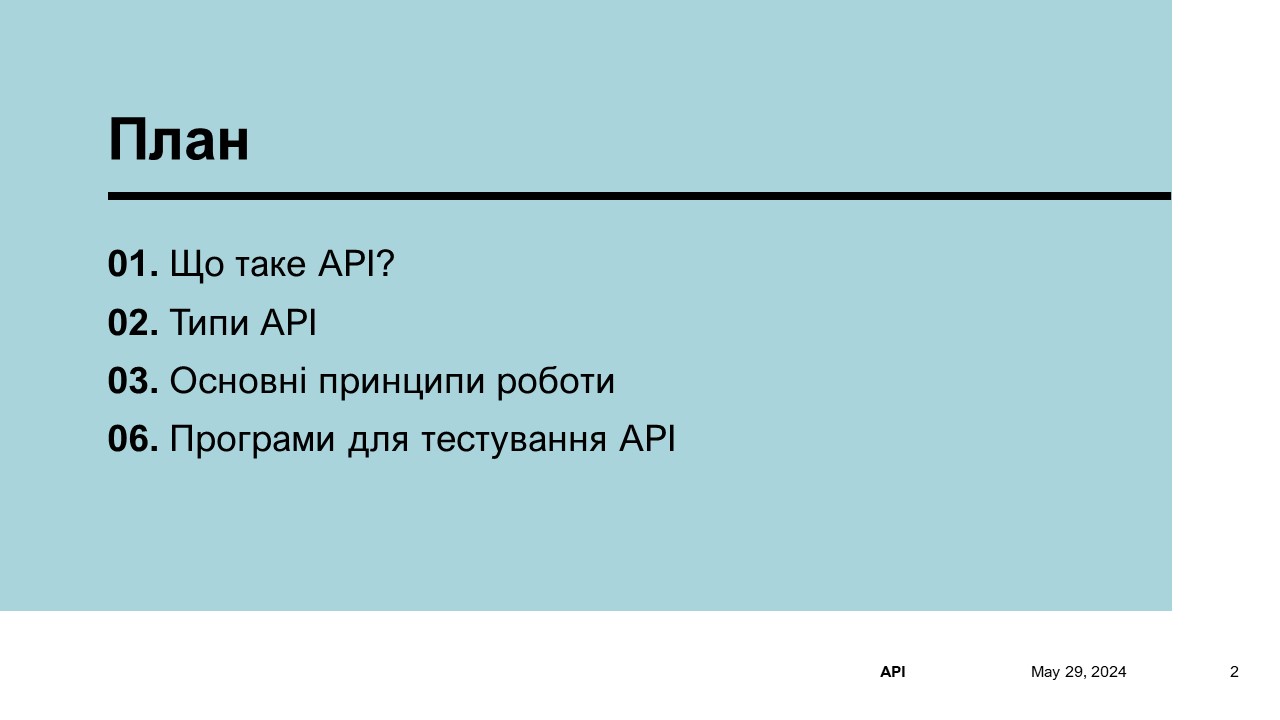 План
01. Що таке API?
02. Типи API
03. Основні принципи роботи
06. Програми для тестування API
API May 29, 2024 2